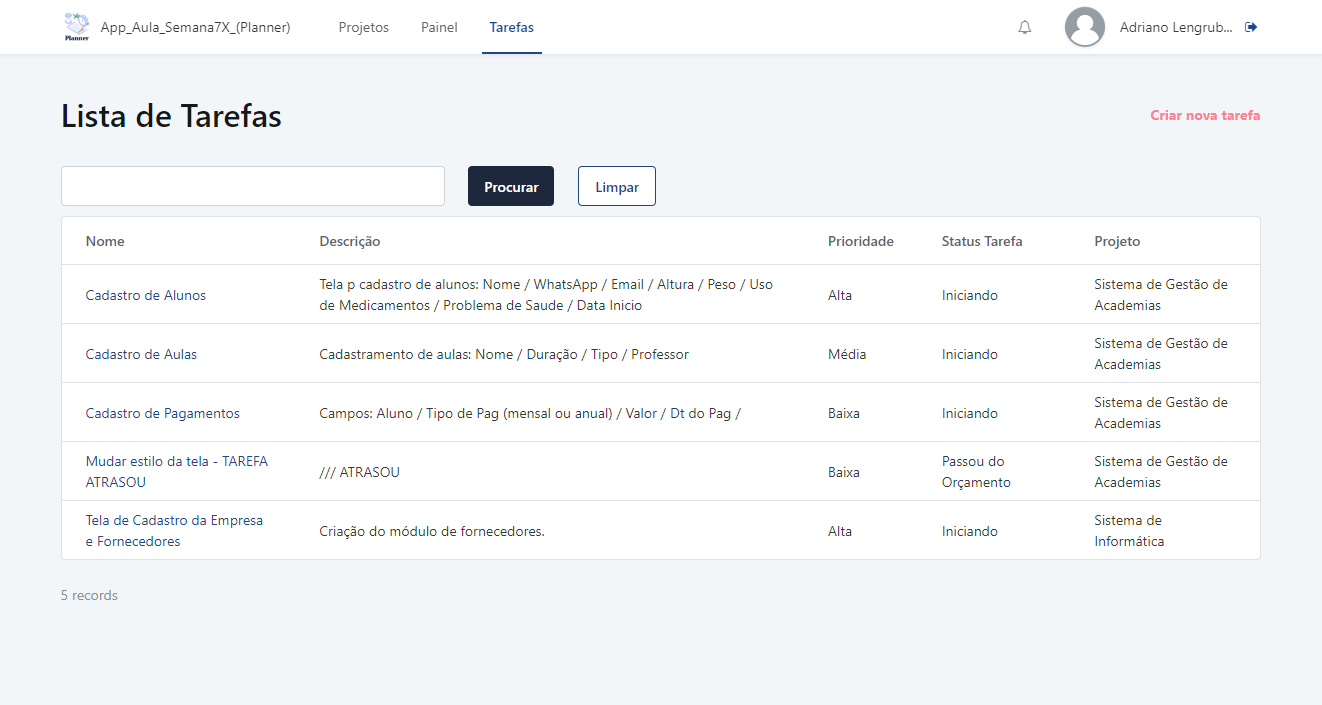 Planner
App_Aula_Semana7X_(Planner)
Projetos
Painel
Tarefas
Adriano Lengrub...
Lista de Tarefas
Criar nova tarefa
Procurar
Limpar
Nome
Descrição
Prioridade
Status Tarefa
Projeto
Cadastro de Alunos
Tela p cadastro de alunos: Nome / WhatsApp / Email / Altura / Peso / Uso
de Medicamentos / Problema de Saude / Data Inicio
Alta
Iniciando
Sistema de Gestão de
Academias
Cadastro de Aulas
Cadastramento de aulas: Nome / Duração / Tipo / Professor
Média
Iniciando
Sistema de Gestão de
Academias
Cadastro de Pagamentos
Campos: Aluno / Tipo de Pag (mensal ou anual) / Valor / Dt do Pag /
Baixa
Iniciando
Sistema de Gestão de
Academias
Mudar estilo da tela - TAREFA
ATRASOU
/// ATRASOU
Baixa
Passou do
Orçamento
Sistema de Gestão de
Academias
Tela de Cadastro da Empresa
e Fornecedores
Criação do módulo de fornecedores.
Alta
Iniciando
Sistema de
Informática
5 records